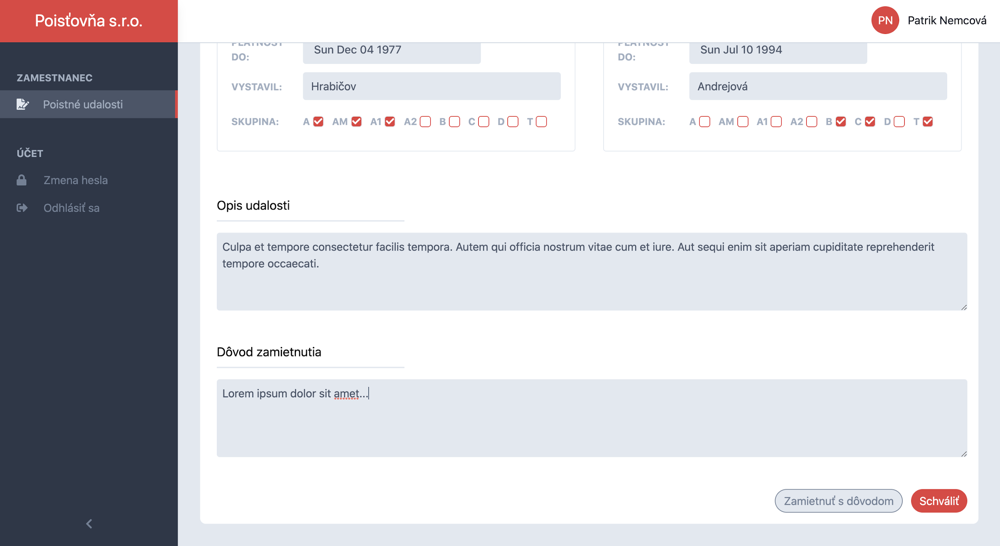 Poisťovňa s.r.o.
PN
Patrik Nemcová
ZAMESTNANEC
Poistné udalosti
ÚČET
Zmena hesla
Odhlásiť sa
PLATNOSŤ
DO:
Sun Dec 04 1977
VYSTAVIL:
Hrabičov
SKUPINA:
A AM A1 A2 B C D T
PLATNOSŤ
DO:
Sun Jul 10 1994
VYSTAVIL:
Andrejová
SKUPINA:
A AM A1 A2 B C D T
Opis udalosti
Culpa et tempore consectetur facilis tempora. Autem qui officia nostrum vitae cum et iure. Aut sequi enim sit aperiam cupiditate reprehenderit
tempore occaecati.
Dôvod zamietnutia
Lorem ipsum dolor sit amet...
Zamietnuť s dôvodom
Schváliť